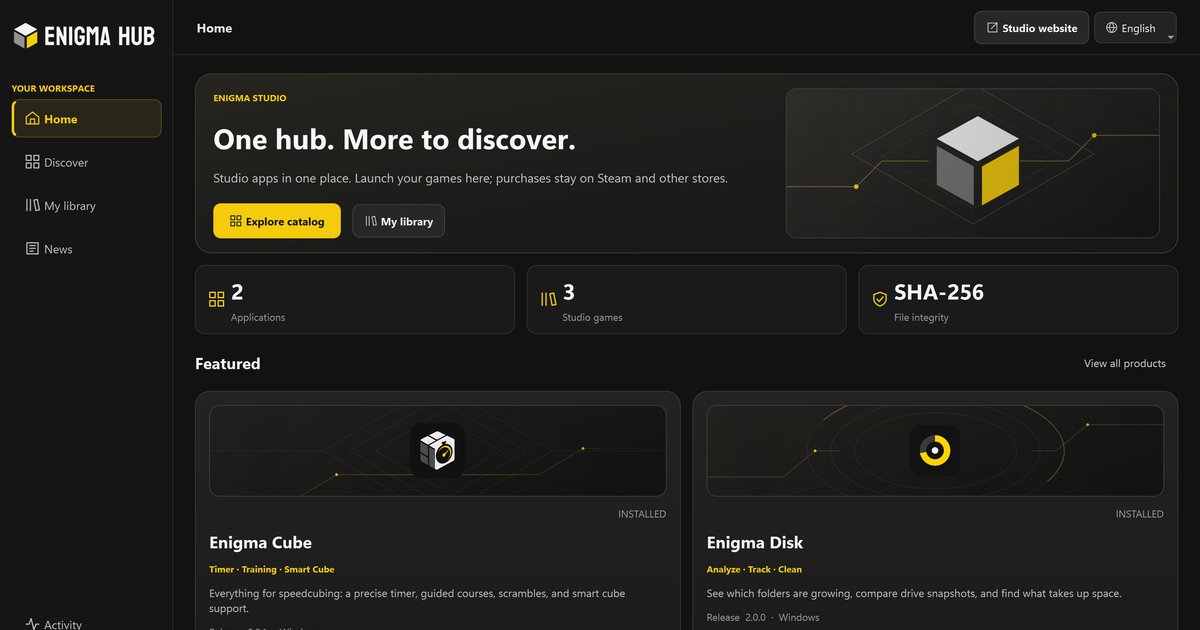 ENIGMA HUB
Home
Studio website
English
YOUR WORKSPACE
Home
Discover
My library
News
Activity
ENIGMA STUDIO
One hub. More to discover.
Studio apps in one place. Launch your games here; purchases stay on Steam and other stores.
Explore catalog
My library
2
Applications
3
Studio games
SHA-256
File integrity
Featured
View all products
INSTALLED
Enigma Cube
Timer · Training · Smart Cube
Everything for speedcubing: a precise timer, guided courses, scrambles, and smart cube
support.
INSTALLED
Enigma Disk
Analyze · Track · Clean
See which folders are growing, compare drive snapshots, and find what takes up space.
Release 2.0.0 · Windows